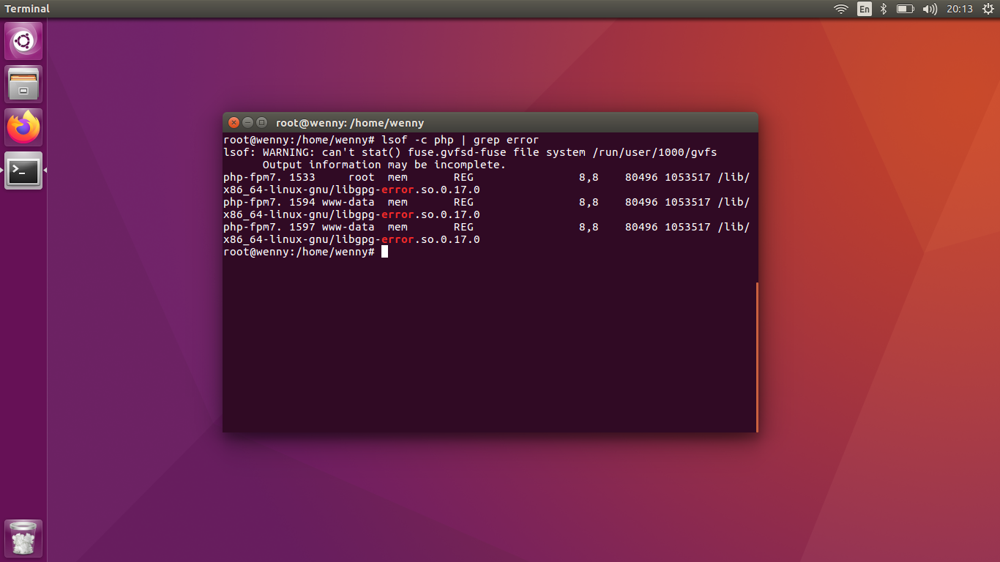 Terminal
En
20:13
root@wenny: /home/wenny
root@wenny:/home/wenny# lsof -c php | grep error
lsof: WARNING: can't stat() fuse.gvfsd-fuse file system /run/user/1000/gvfs
      Output information may be incomplete.
php-fpm7. 1533     root  mem       REG                8,8    80496 1053517 /lib/
x86_64-linux-gnu/libgpg-error.so.0.17.0
php-fpm7. 1594 www-data  mem       REG                8,8    80496 1053517 /lib/
x86_64-linux-gnu/libgpg-error.so.0.17.0
php-fpm7. 1597 www-data  mem       REG                8,8    80496 1053517 /lib/
x86_64-linux-gnu/libgpg-error.so.0.17.0
root@wenny:/home/wenny#